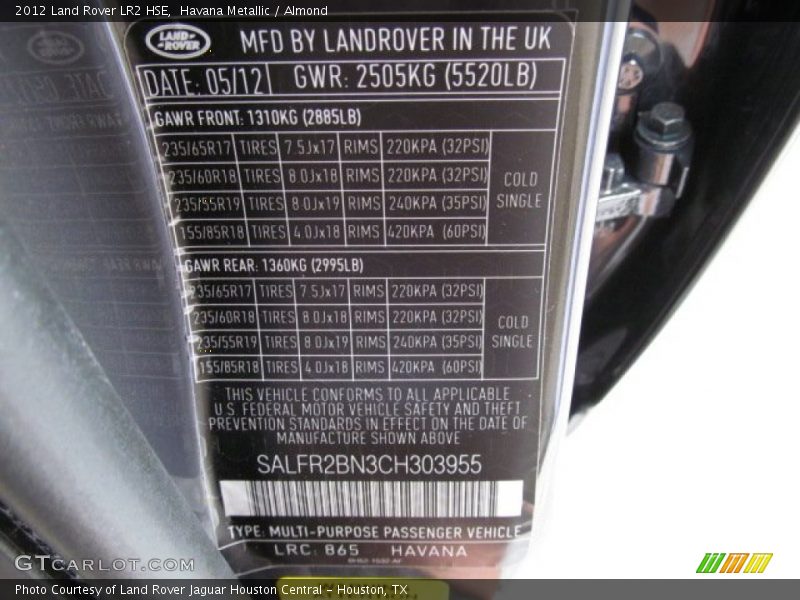 2012 Land Rover LR2 HSE, Havana Metallic / Almond
LAND-ROVER
MFD BY LANDROVER IN THE UK
DATE: 05/12 GWR: 2505KG (5520LB)
GAWR FRONT: 1310KG (2885LB)
235/65R17 TIRES 7.5Jx17 RIMS 220KPA (32PSI)
235/60R18 TIRES 8.0Jx18 RIMS 220KPA (32PSI)
235/55R19 TIRES 8.0Jx19 RIMS 240KPA (35PSI)
155/85R18 TIRES 4.0Jx18 RIMS 420KPA (60PSI)
COLD
SINGLE
GAWR REAR: 1360KG (2995LB)
235/65R17 TIRES 7.5Jx17 RIMS 220KPA (32PSI)
235/60R18 TIRES 8.0Jx18 RIMS 220KPA (32PSI)
235/55R19 TIRES 8.0Jx19 RIMS 240KPA (35PSI)
155/85R18 TIRES 4.0Jx18 RIMS 420KPA (60PSI)
COLD
SINGLE
THIS VEHICLE CONFORMS TO ALL APPLICABLE
U.S. FEDERAL MOTOR VEHICLE SAFETY AND THEFT
PREVENTION STANDARDS IN EFFECT ON THE DATE OF
MANUFACTURE SHOWN ABOVE
SALFR2BN3CH303955
TYPE: MULTI-PURPOSE PASSENGER VEHICLE
LRC: 865 HAVANA
GTCARLOT.COM
Photo Courtesy of Land Rover Jaguar Houston Central - Houston, TX